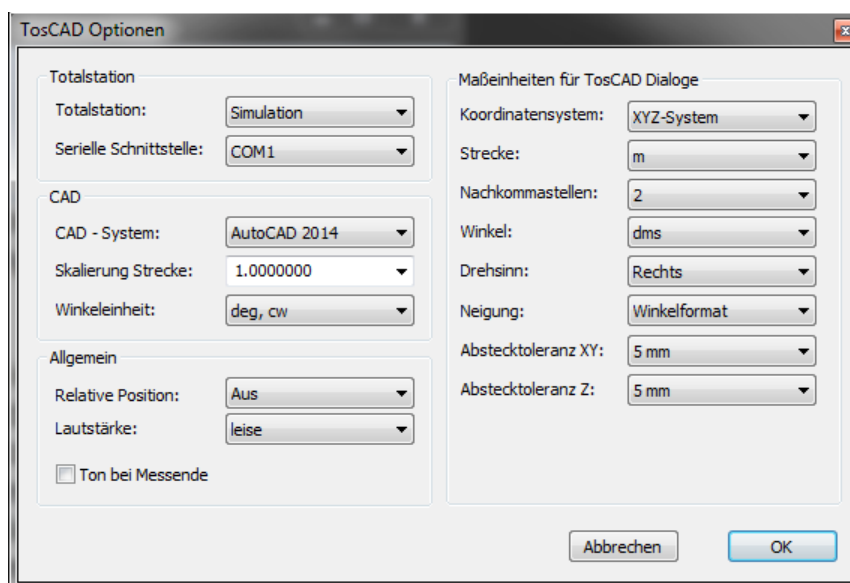 TosCAD Optionen
Totalstation
Totalstation: Simulation
Serielle Schnittstelle: COM1
CAD
CAD - System: AutoCAD 2014
Skalierung Strecke: 1.0000000
Winkeleinheit: deg, cw
Allgemein
Relative Position: Aus
Lautstärke: leise
Ton bei Messende
Maßeinheiten für TosCAD Dialoge
Koordinatensystem: XYZ-System
Strecke: m
Nachkommastellen: 2
Winkel: dms
Drehsinn: Rechts
Neigung: Winkelformat
Abstecktoleranz XY: 5 mm
Abstecktoleranz Z: 5 mm
Abbrechen OK